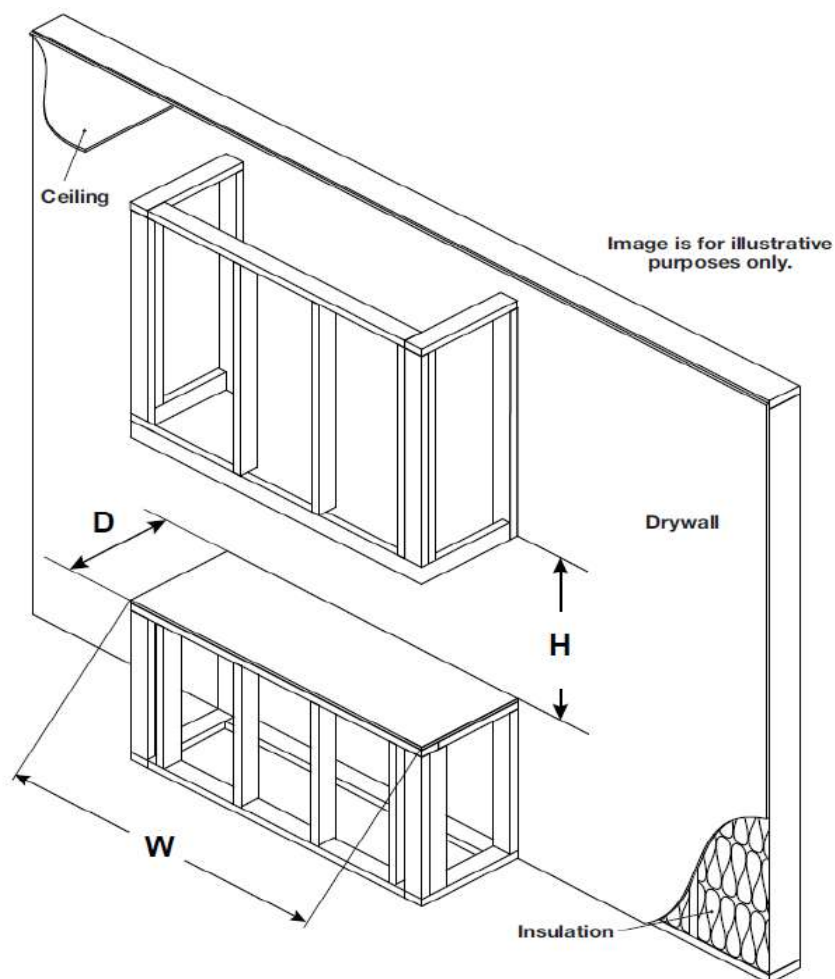 Ceiling
Image is for illustrative
purposes only.
Drywall
D
H
W
Insulation